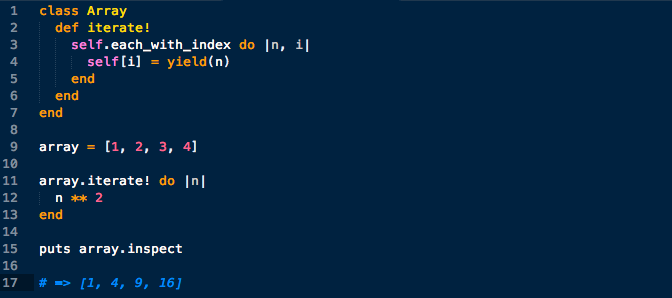 1 class Array
2   def iterate!
3     self.each_with_index do |n, i|
4       self[i] = yield(n)
5     end
6   end
7 end
8
9 array = [1, 2, 3, 4]
10
11 array.iterate! do |n|
12   n ** 2
13 end
14
15 puts array.inspect
16
17 # => [1, 4, 9, 16]